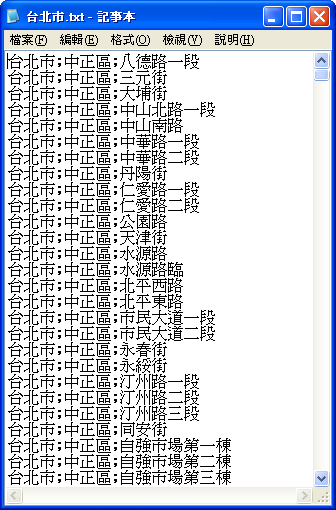 台北市.txt - 記事本
檔案(F) 編輯(E) 格式(O) 檢視(V) 說明(H)
台北市;中正區;八德路一段
台北市;中正區;三元街
台北市;中正區;大埔街
台北市;中正區;中山北路一段
台北市;中正區;中山南路
台北市;中正區;中華路一段
台北市;中正區;中華路二段
台北市;中正區;丹陽街
台北市;中正區;仁愛路一段
台北市;中正區;仁愛路二段
台北市;中正區;公園路
台北市;中正區;天津街
台北市;中正區;水源路
台北市;中正區;水源路臨
台北市;中正區;北平西路
台北市;中正區;北平東路
台北市;中正區;市民大道一段
台北市;中正區;市民大道二段
台北市;中正區;永春街
台北市;中正區;永綏街
台北市;中正區;汀州路一段
台北市;中正區;汀州路二段
台北市;中正區;汀州路三段
台北市;中正區;同安街
台北市;中正區;自強市場第一棟
台北市;中正區;自強市場第二棟
台北市;中正區;自強市場第三棟